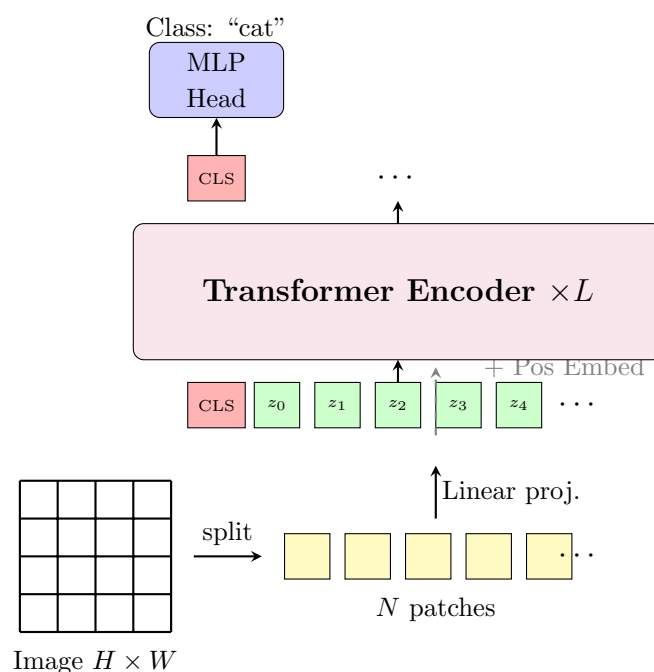 Class: “cat”
MLP
Head
CLS
···
Transformer Encoder ×L
+ Pos Embed
CLS z₀ z₁ z₂ z₃ z₄ ···
Linear proj.
split
···
N patches
Image H × W